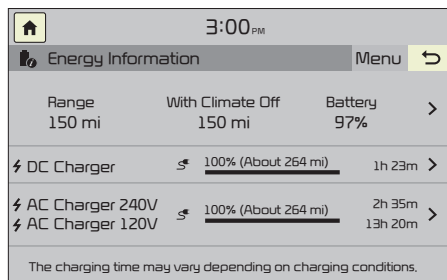 3:00 PM
Energy Information Menu
Range With Climate Off Battery
150 mi 150 mi 97%
DC Charger 100% (About 264 mi) 1h 23m
AC Charger 240V 2h 35m
100% (About 264 mi)
AC Charger 120V 13h 20m
The charging time may vary depending on charging conditions,